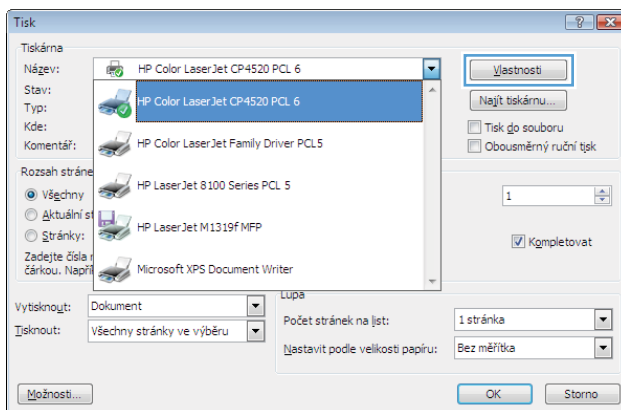 Tisk
Tiskárna
Název: HP Color LaserJet CP4520 PCL 6 Vlastnosti
Stav: HP Color LaserJet CP4520 PCL 6 Najít tiskárnu...
Typ:
Kde: HP Color LaserJet Family Driver PCL5 Tisk do souboru
Komentář: Obousměrný ruční tisk
Rozsah stráne
HP LaserJet 8100 Series PCL 5
Všechny 1
Aktuální st
HP LaserJet M1319f MFP
Stránky: Kompletovat
Zadejte čísla r
čárkou. Napří Microsoft XPS Document Writer
Vytisknout: Dokument Lupa
Tisknout: Všechny stránky ve výběru Počet stránek na list: 1 stránka
Nastavit podle velikosti papíru: Bez měřítka
Možnosti... OK Storno